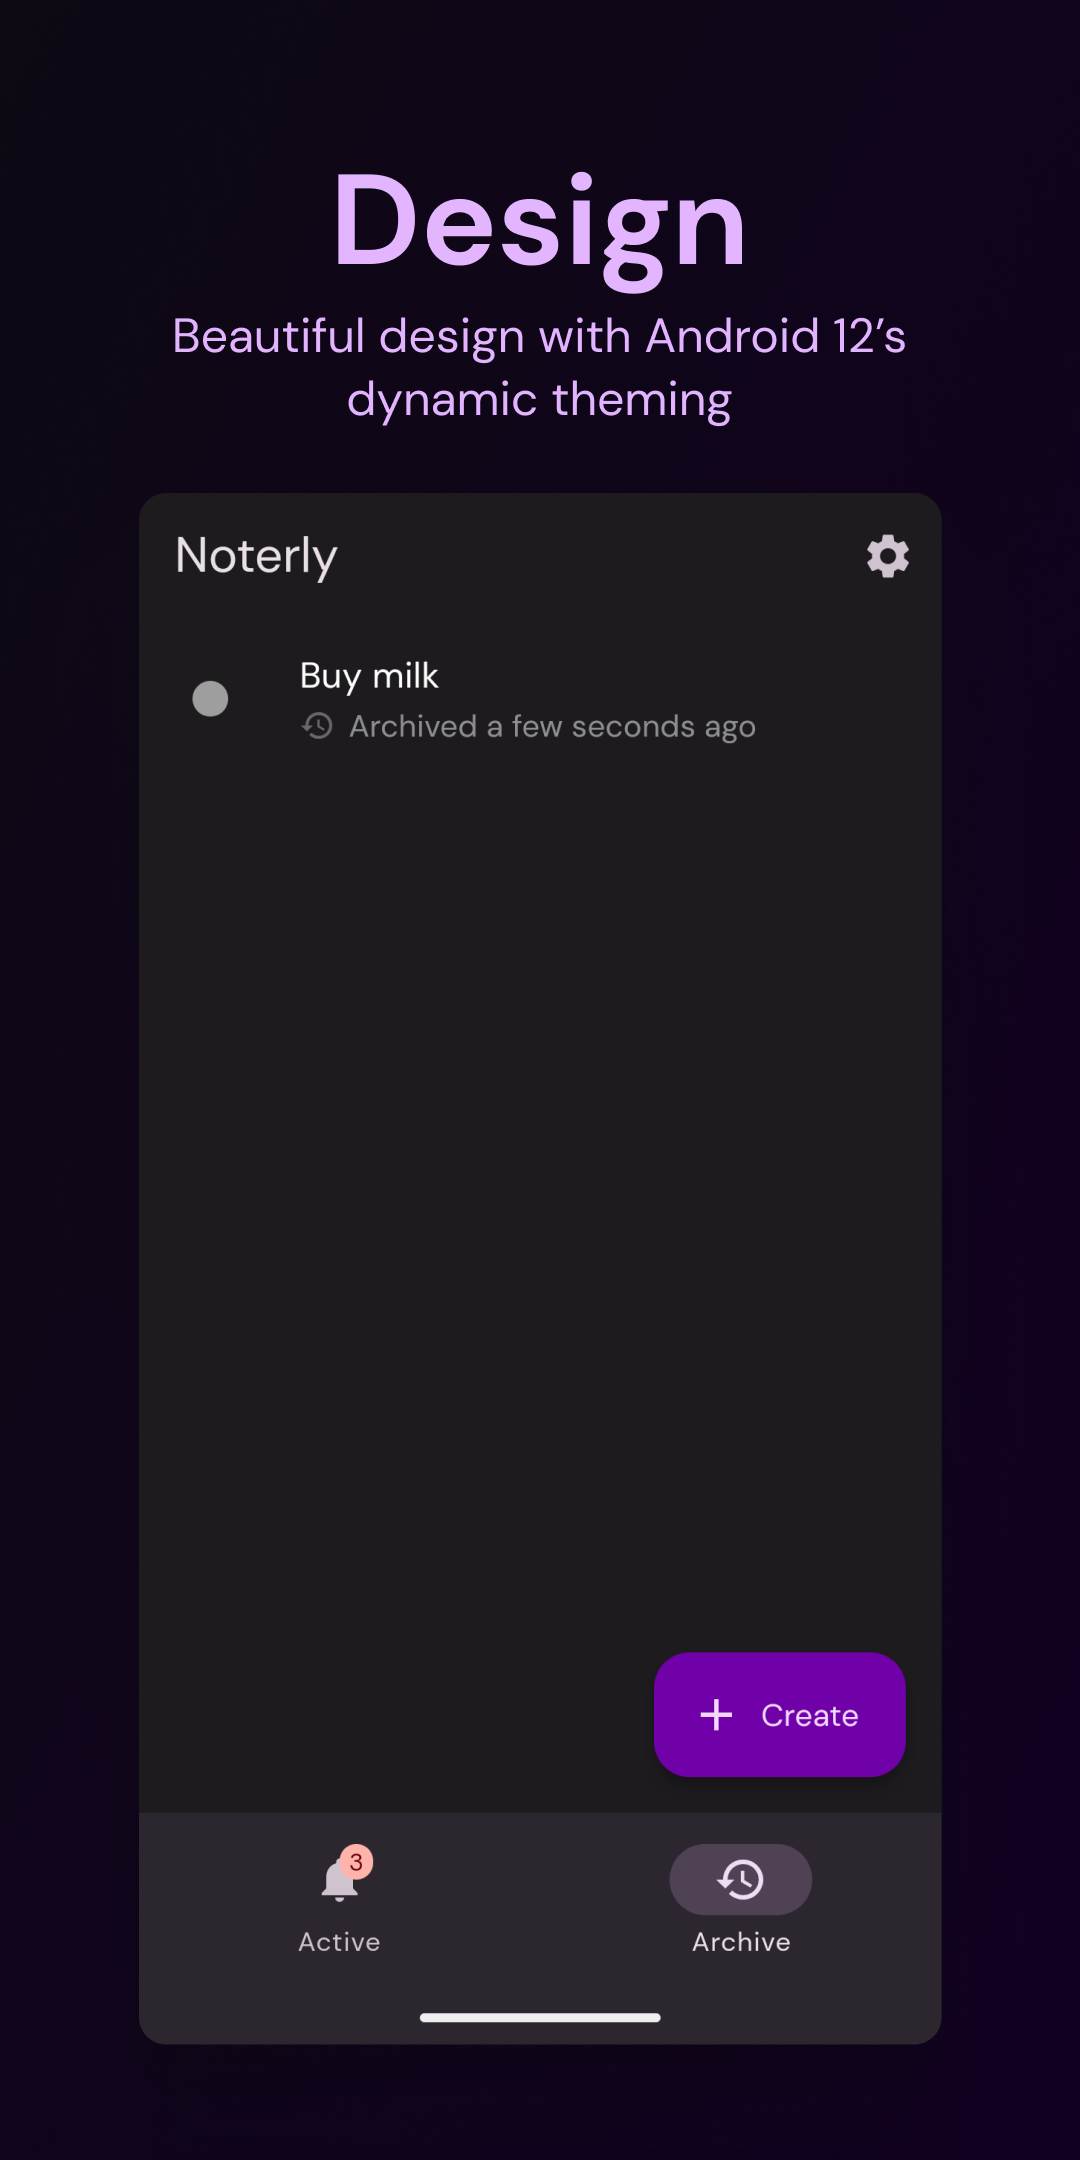 Design
Beautiful design with Android 12’s
dynamic theming
Noterly
Buy milk
Archived a few seconds ago
Create
3
Active
Archive